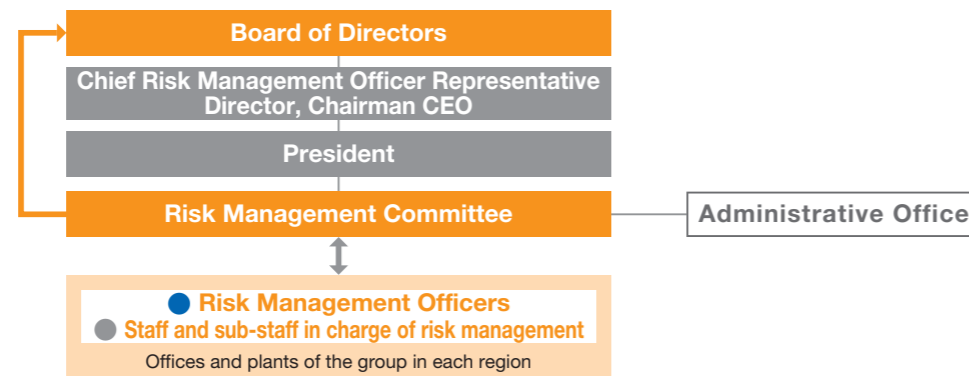 Board of Directors
Chief Risk Management Officer Representative
Director, Chairman CEO
President
Risk Management Committee
Administrative Office
Risk Management Officers
Staff and sub-staff in charge of risk management
Offices and plants of the group in each region